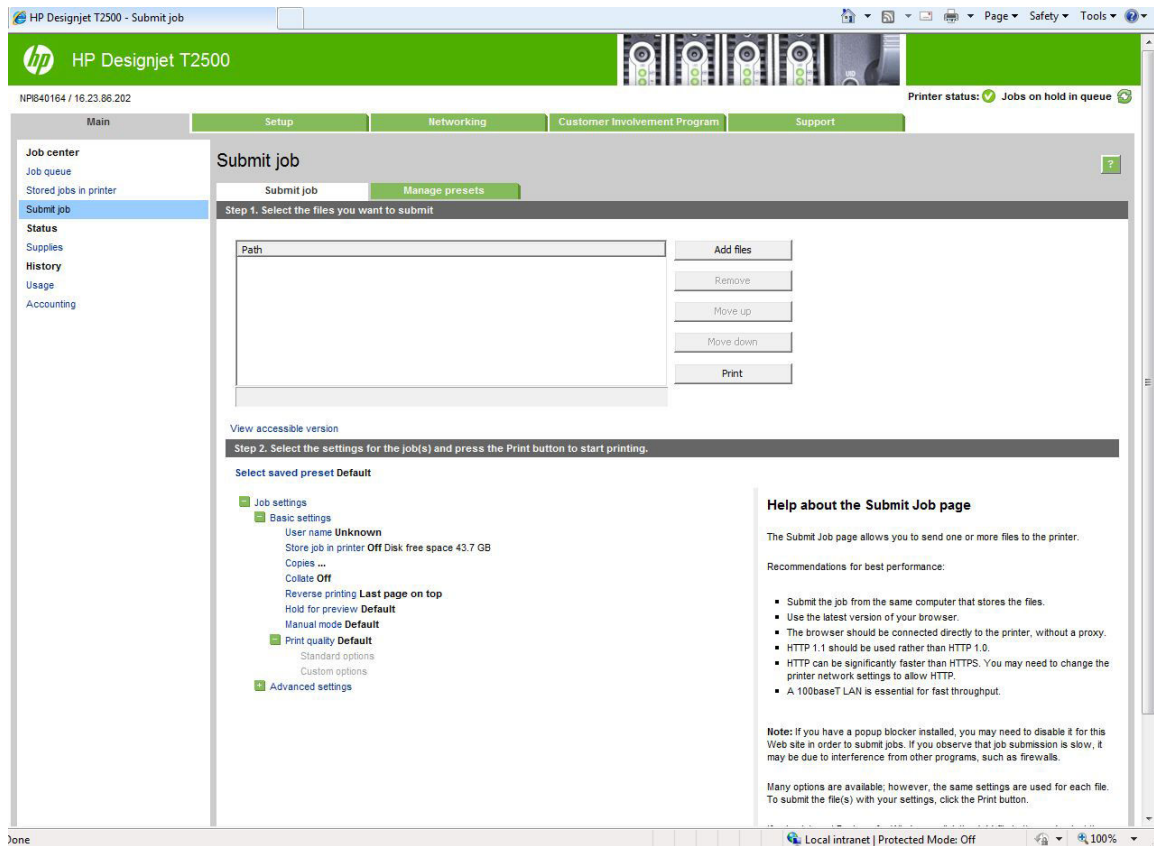 HP Designjet T2500 - Submit job
Page Safety Tools
hp HP Designjet T2500
UID
NPI840164 / 16.23.86.202
Printer status: Jobs on hold in queue
Main Setup Networking Customer Involvement Program Support
Job center
Job queue
Stored jobs in printer
Submit job
Status
Supplies
History
Usage
Accounting
Submit job
?
Submit job Manage presets
Step 1. Select the files you want to submit
Path
Add files
Remove
Move up
Move down
Print
View accessible version
Step 2. Select the settings for the job(s) and press the Print button to start printing.
Select saved preset Default
Job settings
Basic settings
User name Unknown
Store job in printer Off Disk free space 43.7 GB
Copies ...
Collate Off
Reverse printing Last page on top
Hold for preview Default
Manual mode Default
Print quality Default
Standard options
Custom options
Advanced settings
Help about the Submit Job page
The Submit Job page allows you to send one or more files to the printer.
Recommendations for best performance:
▪ Submit the job from the same computer that stores the files.
▪ Use the latest version of your browser.
▪ The browser should be connected directly to the printer, without a proxy.
▪ HTTP 1.1 should be used rather than HTTP 1.0.
▪ HTTP can be significantly faster than HTTPS. You may need to change the
printer network settings to allow HTTP.
▪ A 100baseT LAN is essential for fast throughput.
Note: If you have a popup blocker installed, you may need to disable it for this
Web site in order to submit jobs. If you observe that job submission is slow, it
may be due to interference from other programs, such as firewalls.
Many options are available; however, the same settings are used for each file.
To submit the file(s) with your settings, click the Print button.
Done
Local intranet | Protected Mode: Off
100%